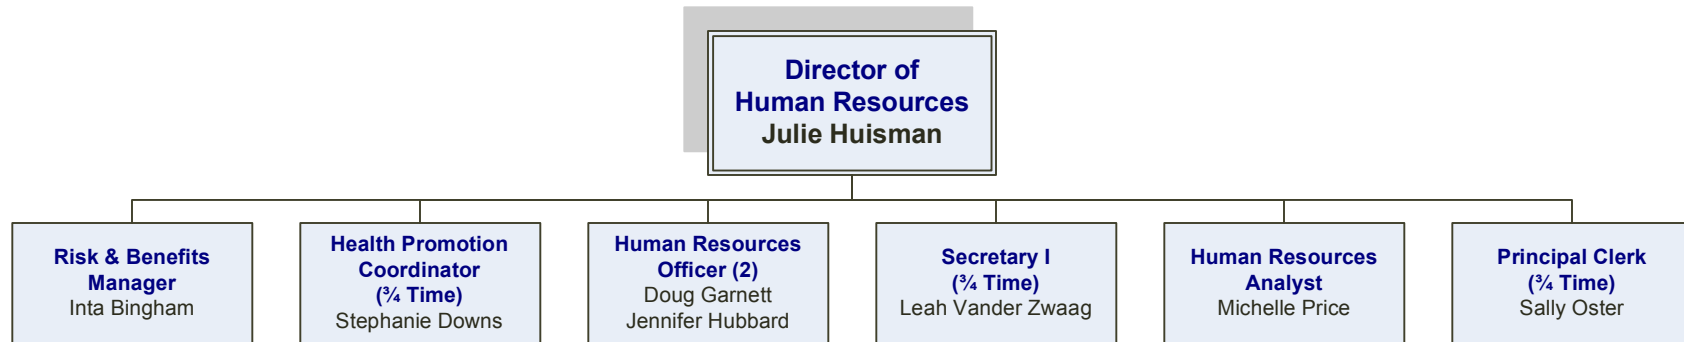 Director of
Human Resources
Julie Huisman
Risk & Benefits
Manager
Inta Bingham
Health Promotion
Coordinator
(¾ Time)
Stephanie Downs
Human Resources
Officer (2)
Doug Garnett
Jennifer Hubbard
Secretary I
(¾ Time)
Leah Vander Zwaag
Human Resources
Analyst
Michelle Price
Principal Clerk
(¾ Time)
Sally Oster